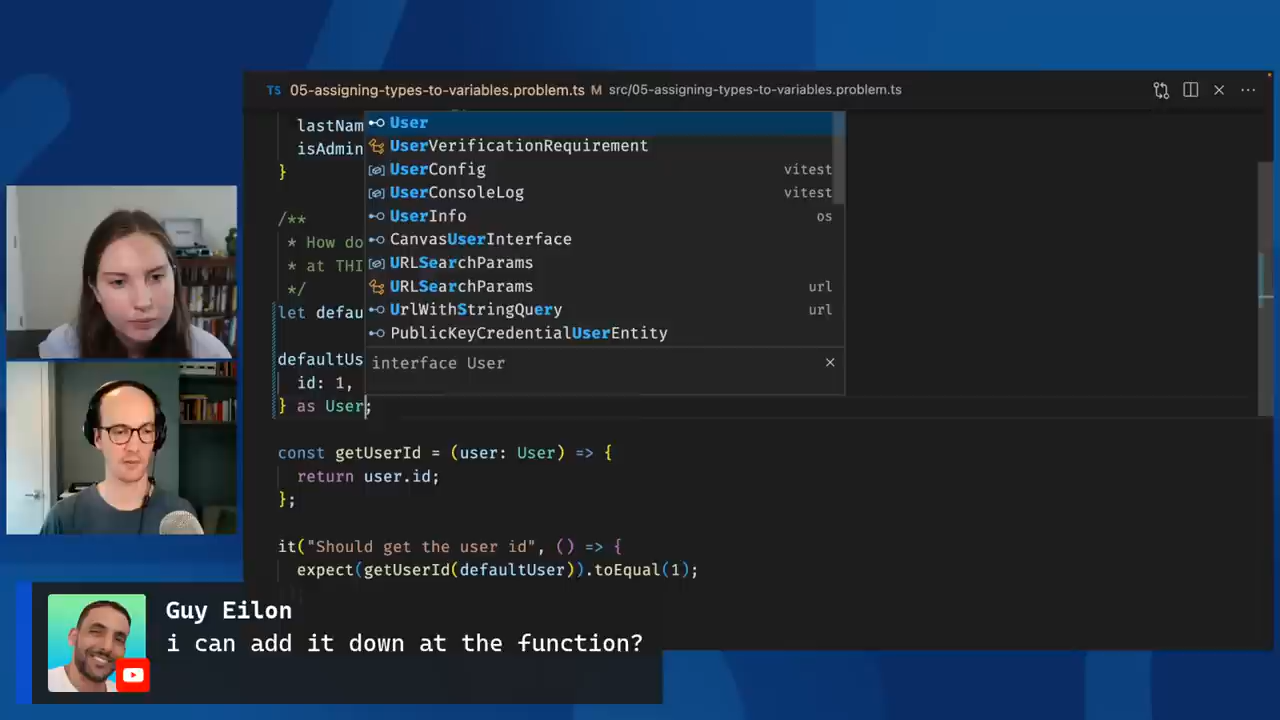 TS 05-assigning-types-to-variables.problem.ts M src/05-assigning-types-to-variables.problem.ts
lastNam
isAdmin
}
User
UserVerificationRequirement
UserConfig vitest
UserConsoleLog vitest
UserInfo os
CanvasUserInterface
URLSearchParams
URLSearchParams url
UrlWithStringQuery url
PublicKeyCredentialUserEntity
interface User
/**
* How do
* at THI
*/
let defau
defaultUs
id: 1,
} as User;
const getUserId = (user: User) => {
return user.id;
};
it("Should get the user id", () => {
expect(getUserId(defaultUser)).toEqual(1);
Guy Eilon
i can add it down at the function?